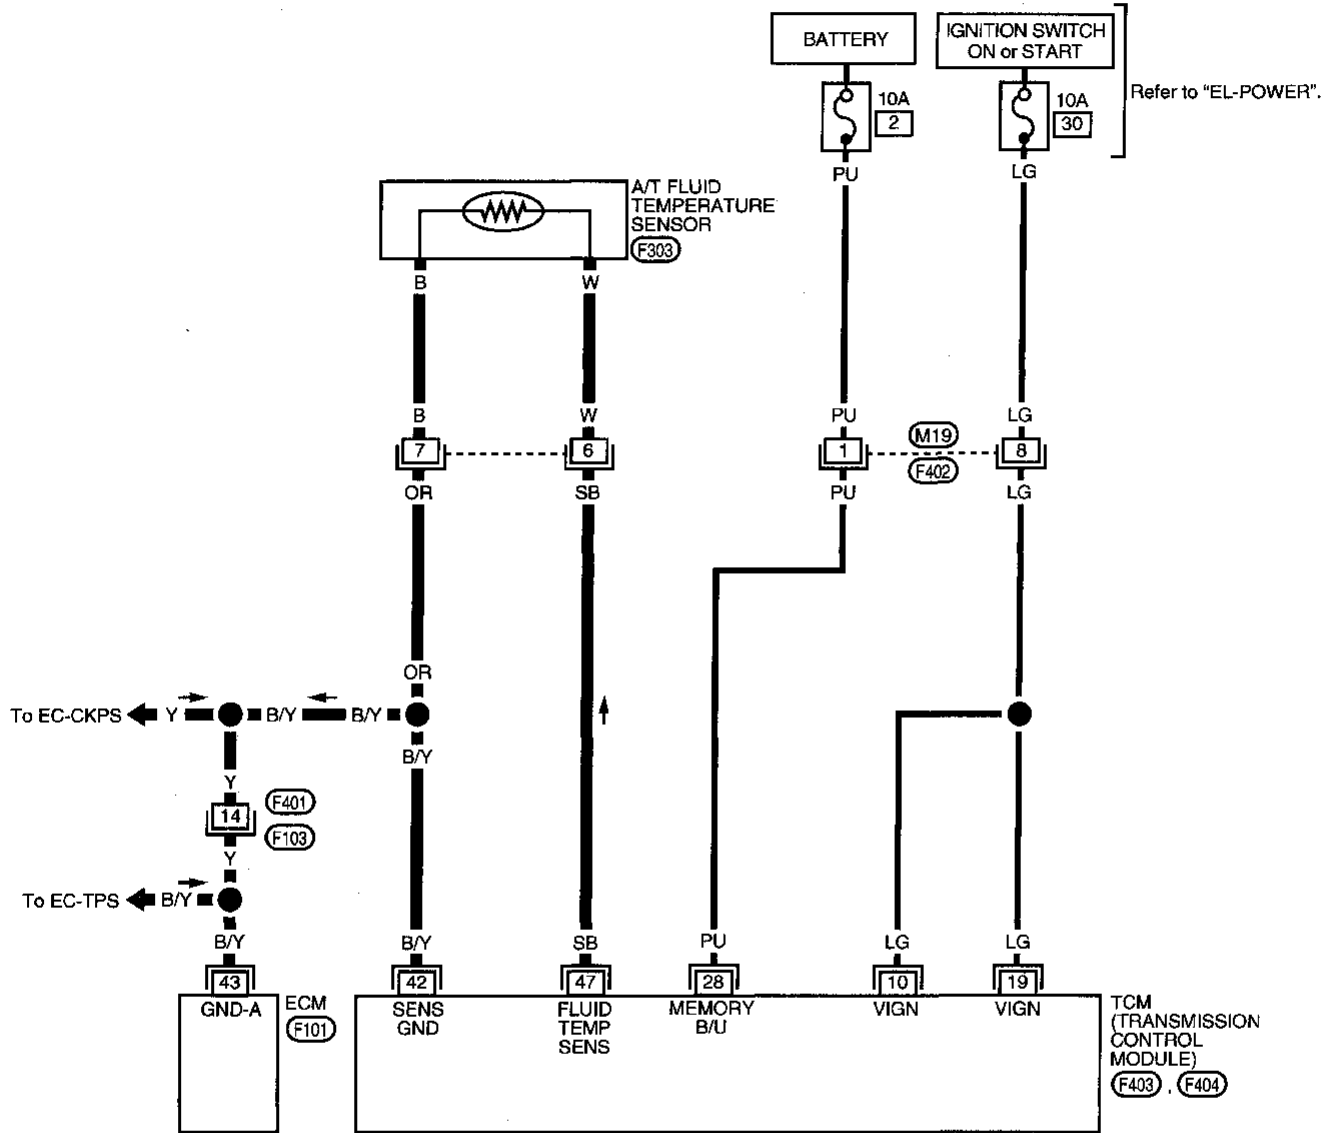 BATTERY
IGNITION SWITCH
ON or START
Refer to "EL-POWER".
10A
2
10A
30
PU
LG
A/T FLUID
TEMPERATURE
SENSOR
F303
B
W
B
W
PU
LG
7
6
1
M19
F402
8
OR
SB
PU
LG
OR
To EC-CKPS
Y
B/Y
B/Y
B/Y
Y
14
F401
F103
Y
To EC-TPS
B/Y
B/Y
B/Y
SB
PU
LG
LG
43
42
47
28
10
19
GND-A
ECM
F101
SENS
GND
FLUID
TEMP
SENS
MEMORY
B/U
VIGN
VIGN
TCM
(TRANSMISSION
CONTROL
MODULE)
F403 , F404